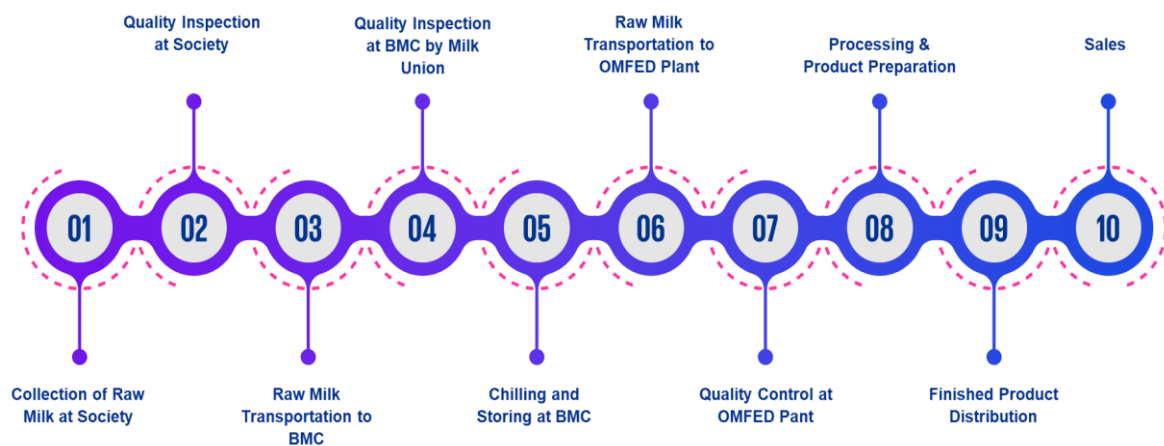 Quality Inspection
at Society
Quality Inspection
at BMC by Milk
Union
Raw Milk
Transportation to
OMFED Plant
Processing &
Product Preparation
Sales
01
02
03
04
05
06
07
08
09
10
Collection of Raw
Milk at Society
Raw Milk
Transportation to
BMC
Chilling and
Storing at BMC
Quality Control at
OMFED Pant
Finished Product
Distribution